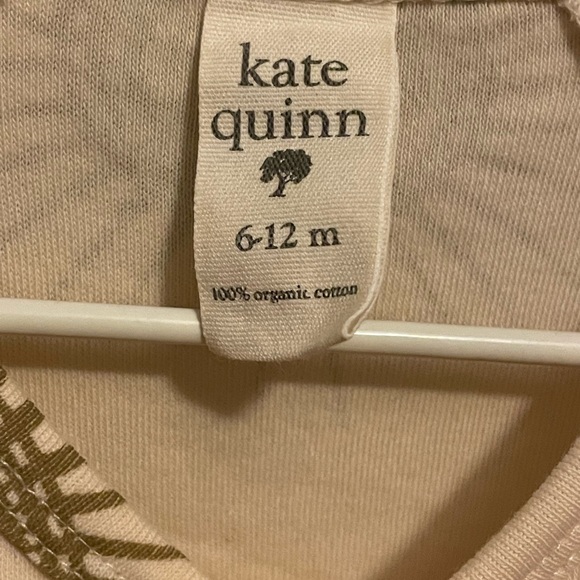 kate
quinn
6-12 m
100% organic cotton